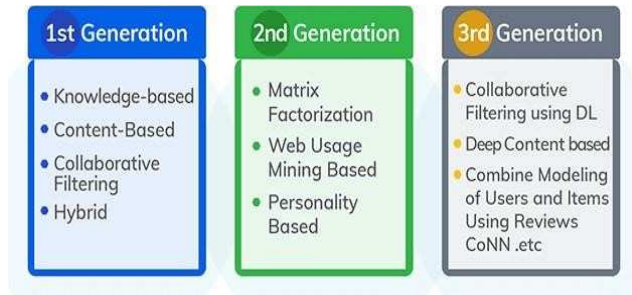 1st Generation
Knowledge-based
Content-Based
Collaborative
Filtering
Hybrid
2nd Generation
Matrix
Factorization
Web Usage
Mining Based
Personality
Based
3rd Generation
Collaborative
Filtering using DL
Deep Content based
Combine Modeling
of Users and Items
Using Reviews
CoNN .etc